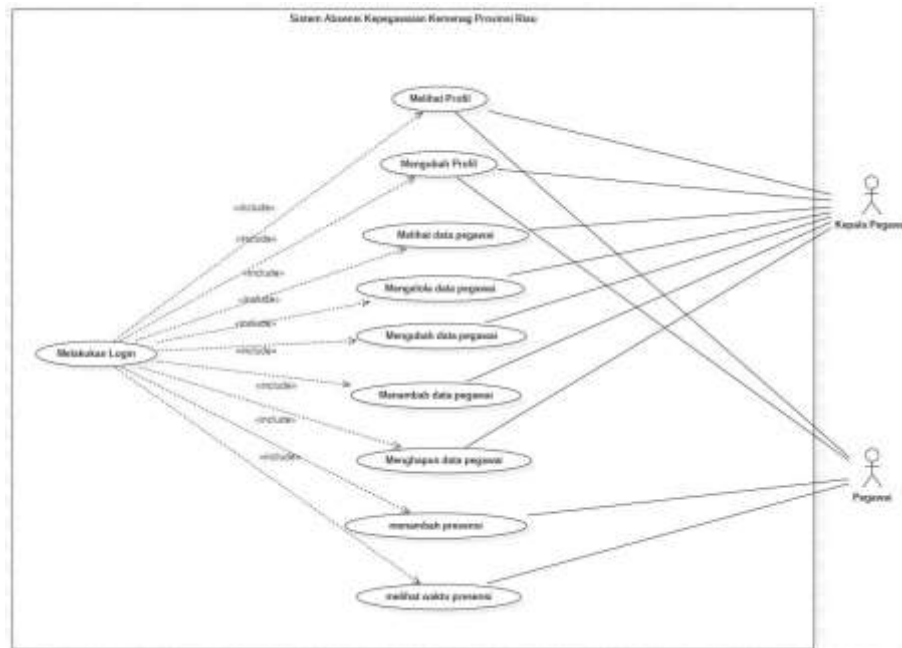 Sistem Absensi Kepegawaian Kemenag Provinsi Riau
Melihat Profil
Mengubah Profil
«include»
«include»
Melihat data pegawai
Kepala Pegawai
«include»
Mengelola data pegawai
«include»
«include»
Mengubah data pegawai
«include»
Melakukan Login
«include»
Menambah data pegawai
«include»
Menghapus data pegawai
«include»
Pegawai
menambah presensi
melihat waktu presensi